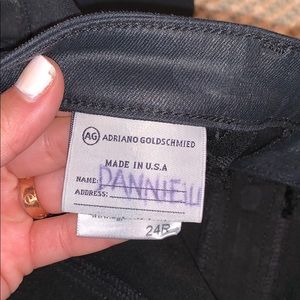 AG ADRIANO GOLDSCHMIED
MADE IN U.S.A
NAME: DANNIELLI
ADDRESS:
24R